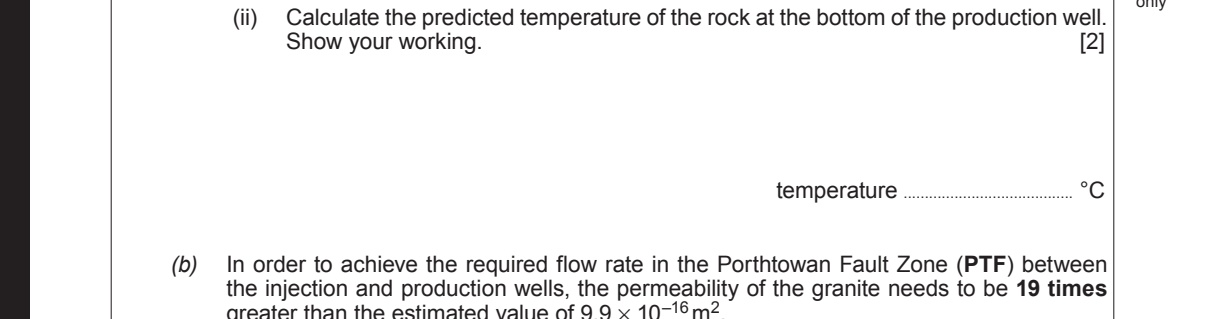 only
(ii) Calculate the predicted temperature of the rock at the bottom of the production well.
Show your working. [2]
temperature ........................................ °C
(b) In order to achieve the required flow rate in the Porthtowan Fault Zone (PTF) between
the injection and production wells, the permeability of the granite needs to be 19 times
greater than the estimated value of 9.9 × 10⁻¹⁶ m².